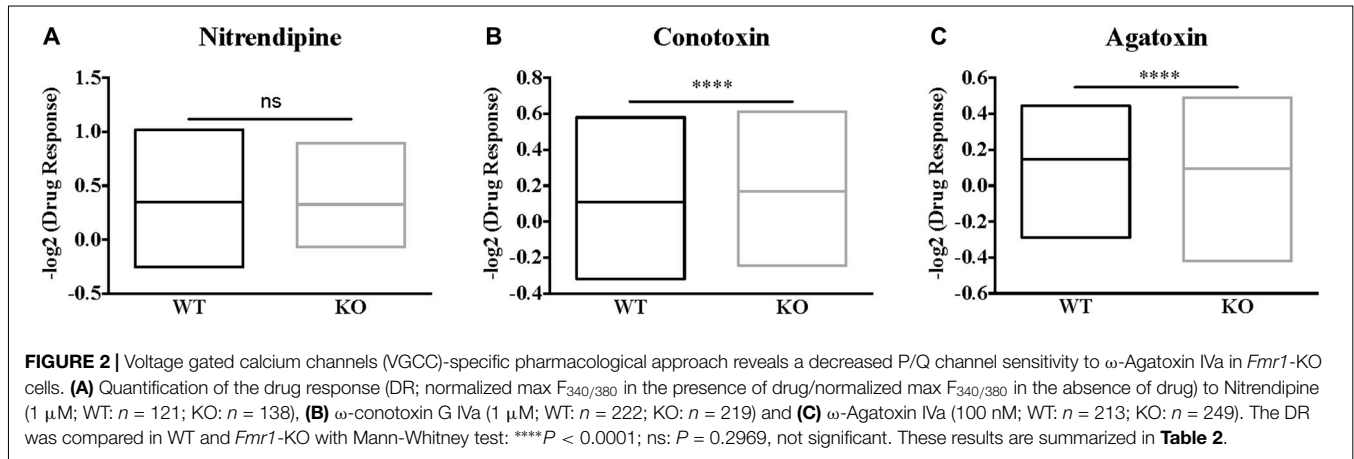 A Nitrendipine
B Conotoxin
C Agatoxin
-log2 (Drug Response)
1.5
1.0
0.5
0.0
-0.5
ns
WT KO
-log2 (Drug Response)
0.8
0.6
0.4
0.2
0.0
-0.2
-0.4
****
WT KO
-log2 (Drug Response)
0.6
0.4
0.2
0.0
-0.2
-0.4
-0.6
****
WT KO
FIGURE 2 | Voltage gated calcium channels (VGCC)-specific pharmacological approach reveals a decreased P/Q channel sensitivity to ω-Agatoxin IVa in Fmr1-KO
cells. (A) Quantification of the drug response (DR; normalized max F340/380 in the presence of drug/normalized max F340/380 in the absence of drug) to Nitrendipine
(1 μM; WT: n = 121; KO: n = 138), (B) ω-conotoxin G IVa (1 μM; WT: n = 222; KO: n = 219) and (C) ω-Agatoxin IVa (100 nM; WT: n = 213; KO: n = 249). The DR
was compared in WT and Fmr1-KO with Mann-Whitney test: ****P < 0.0001; ns: P = 0.2969, not significant. These results are summarized in Table 2.